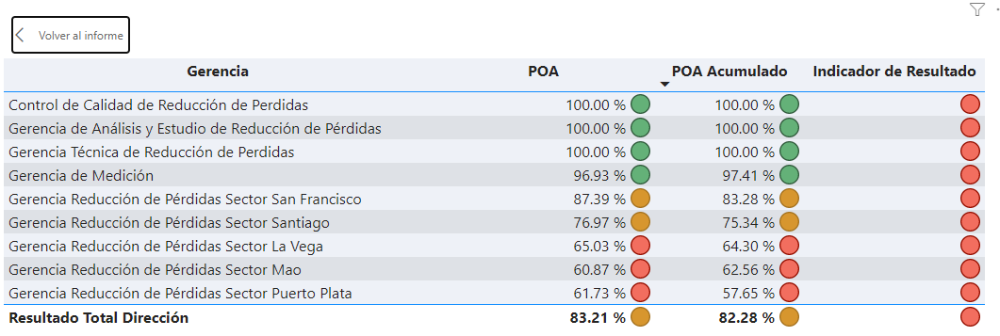 Volver al informe
Gerencia POA POA Acumulado Indicador de Resultado
Control de Calidad de Reducción de Perdidas 100.00 % 100.00 %
Gerencia de Análisis y Estudio de Reducción de Pérdidas 100.00 % 100.00 %
Gerencia Técnica de Reducción de Perdidas 100.00 % 100.00 %
Gerencia de Medición 96.93 % 97.41 %
Gerencia Reducción de Pérdidas Sector San Francisco 87.39 % 83.28 %
Gerencia Reducción de Pérdidas Sector Santiago 76.97 % 75.34 %
Gerencia Reducción de Pérdidas Sector La Vega 65.03 % 64.30 %
Gerencia Reducción de Pérdidas Sector Mao 60.87 % 62.56 %
Gerencia Reducción de Pérdidas Sector Puerto Plata 61.73 % 57.65 %
Resultado Total Dirección 83.21 % 82.28 %